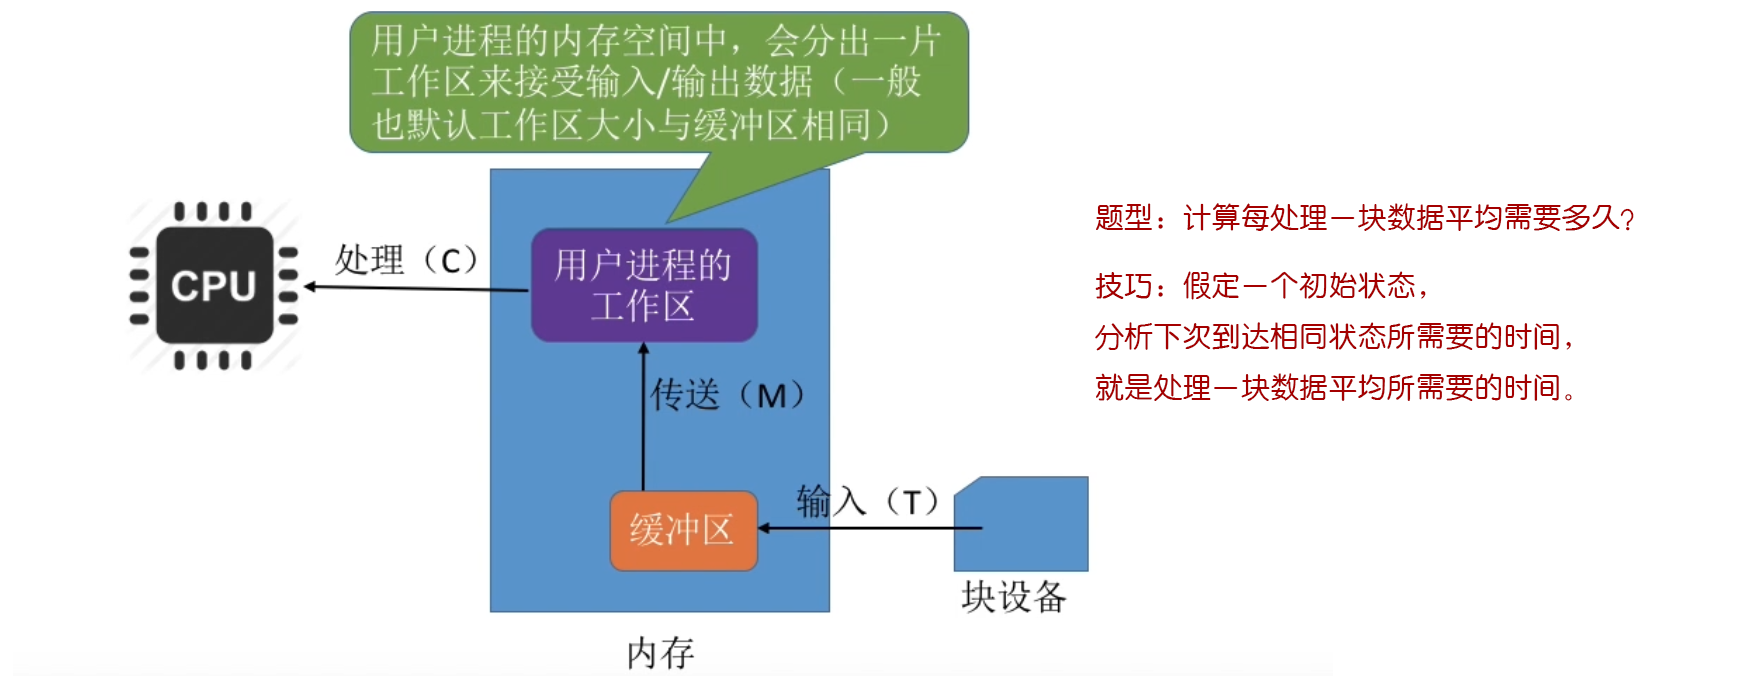 用户进程的内存空间中，会分出一片
工作区来接受输入/输出数据（一般
也默认工作区大小与缓冲区相同）
CPU
处理（C）
用户进程的
工作区
传送（M）
缓冲区
输入（T）
块设备
内存
题型：计算每处理一块数据平均需要多久？
技巧：假定一个初始状态，
分析下次到达相同状态所需要的时间，
就是处理一块数据平均所需要的时间。